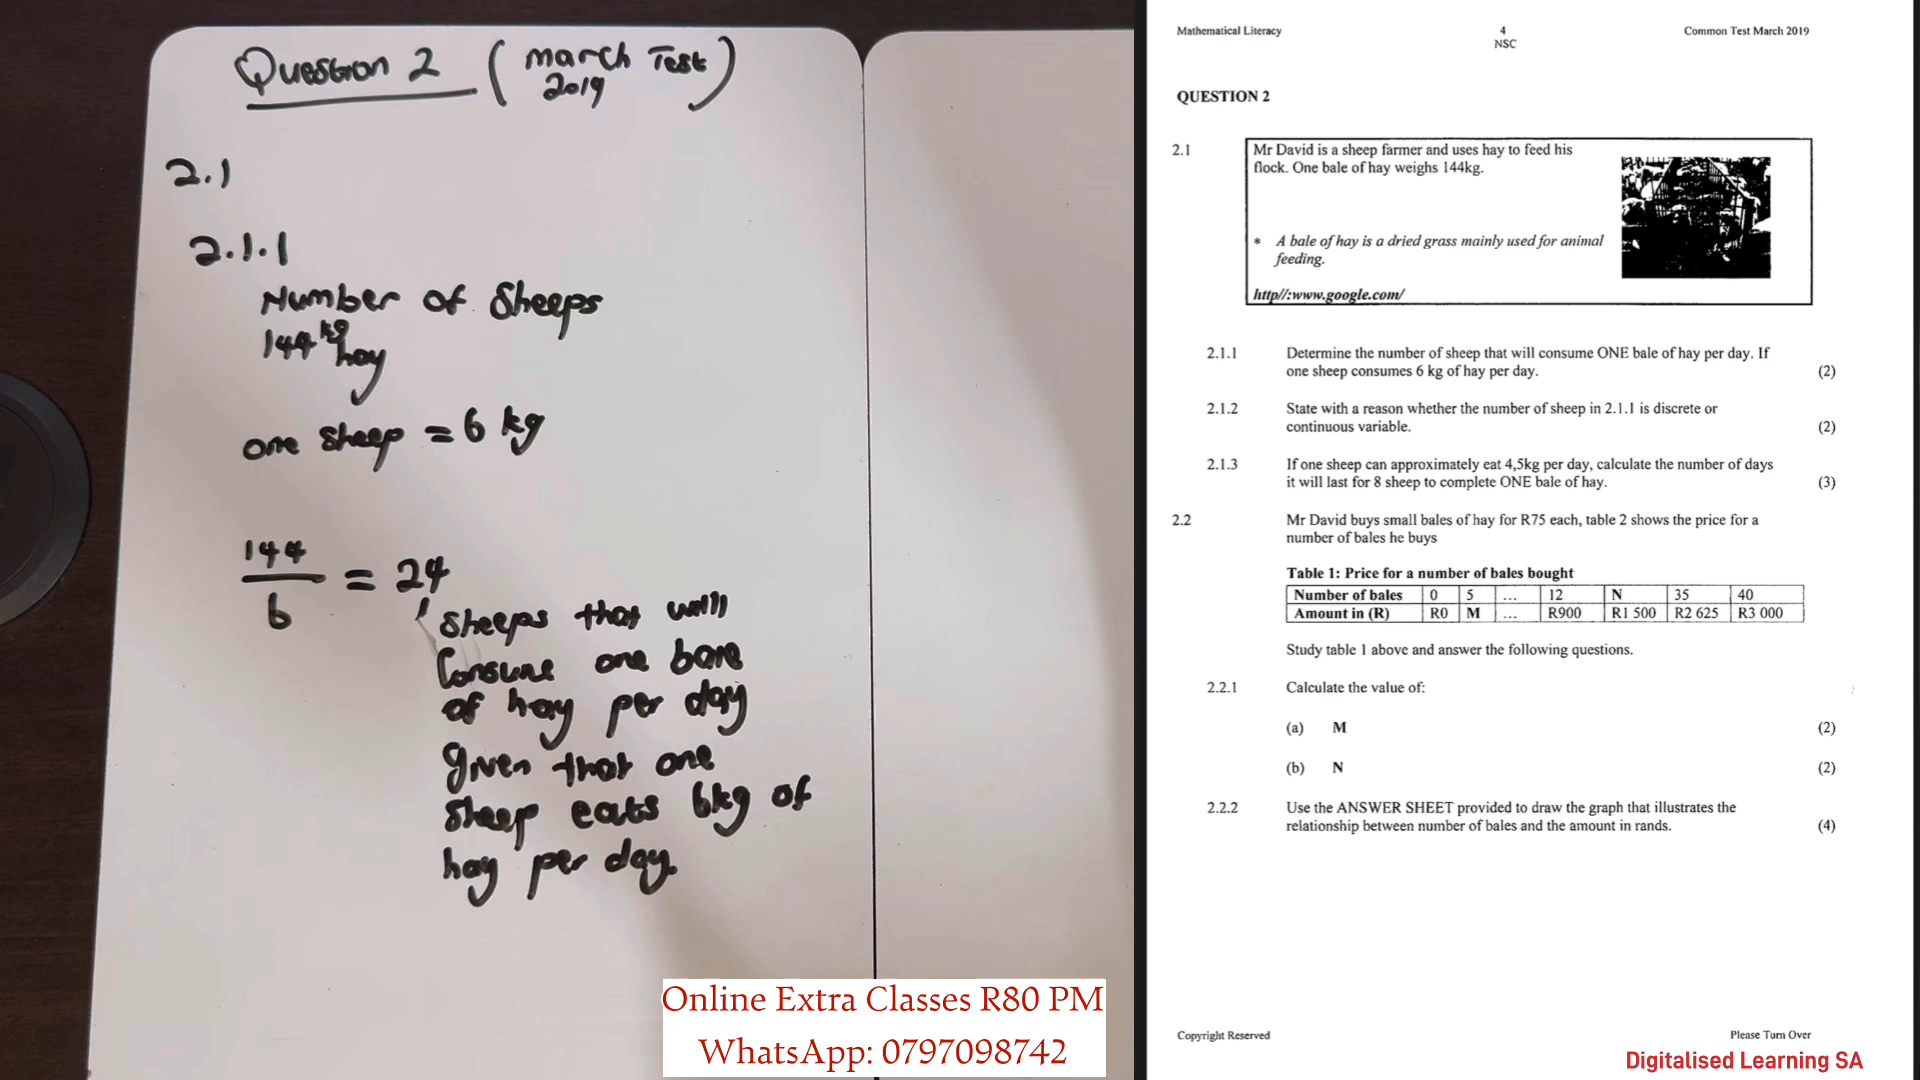 Question 2 (March Test 2019)
2.1
2.1.1
Number of Sheeps
144kg hay
one sheep = 6 kg
144/6 = 24
Sheeps that will
Consume one bare
of hay per day
given that one
sheep eats 6kg of
hay per day.
Online Extra Classes R80 PM
WhatsApp: 0797098742
Mathematical Literacy 4 Common Test March 2019
NSC
QUESTION 2
2.1 Mr David is a sheep farmer and uses hay to feed his
flock. One bale of hay weighs 144kg.
* A bale of hay is a dried grass mainly used for animal
feeding.
http//:www.google.com/
2.1.1 Determine the number of sheep that will consume ONE bale of hay per day. If
one sheep consumes 6 kg of hay per day. (2)
2.1.2 State with a reason whether the number of sheep in 2.1.1 is discrete or
continuous variable. (2)
2.1.3 If one sheep can approximately eat 4,5kg per day, calculate the number of days
it will last for 8 sheep to complete ONE bale of hay. (3)
2.2 Mr David buys small bales of hay for R75 each, table 2 shows the price for a
number of bales he buys
Table 1: Price for a number of bales bought
Number of bales 0 5 ... 12 N 35 40
Amount in (R) R0 M ... R900 R1 500 R2 625 R3 000
Study table 1 above and answer the following questions.
2.2.1 Calculate the value of:
(a) M (2)
(b) N (2)
2.2.2 Use the ANSWER SHEET provided to draw the graph that illustrates the
relationship between number of bales and the amount in rands. (4)
Copyright Reserved Please Turn Over
Digitalised Learning SA